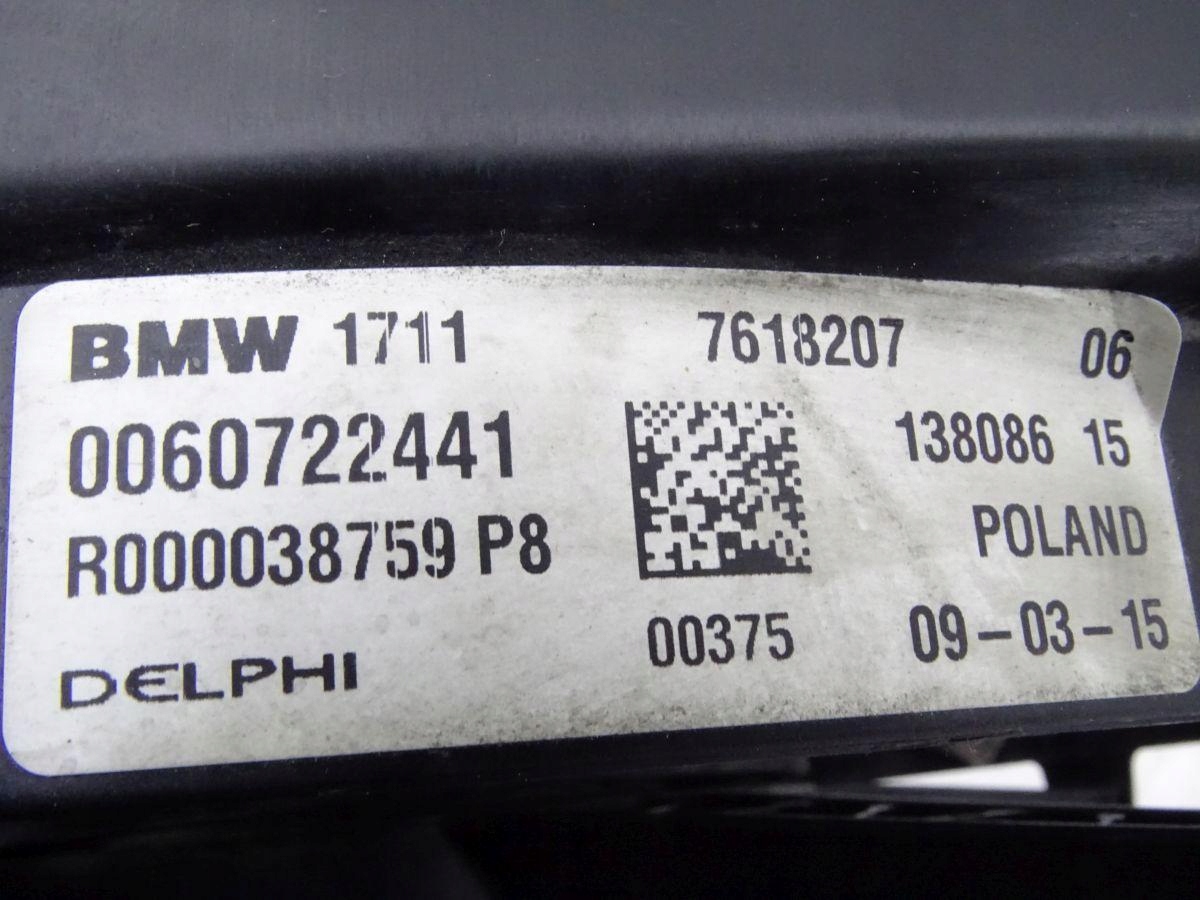 BMW 1711 7618207 06
0060722441 138086 15
R000038759 P8 POLAND
00375 09-03-15
DELPHI